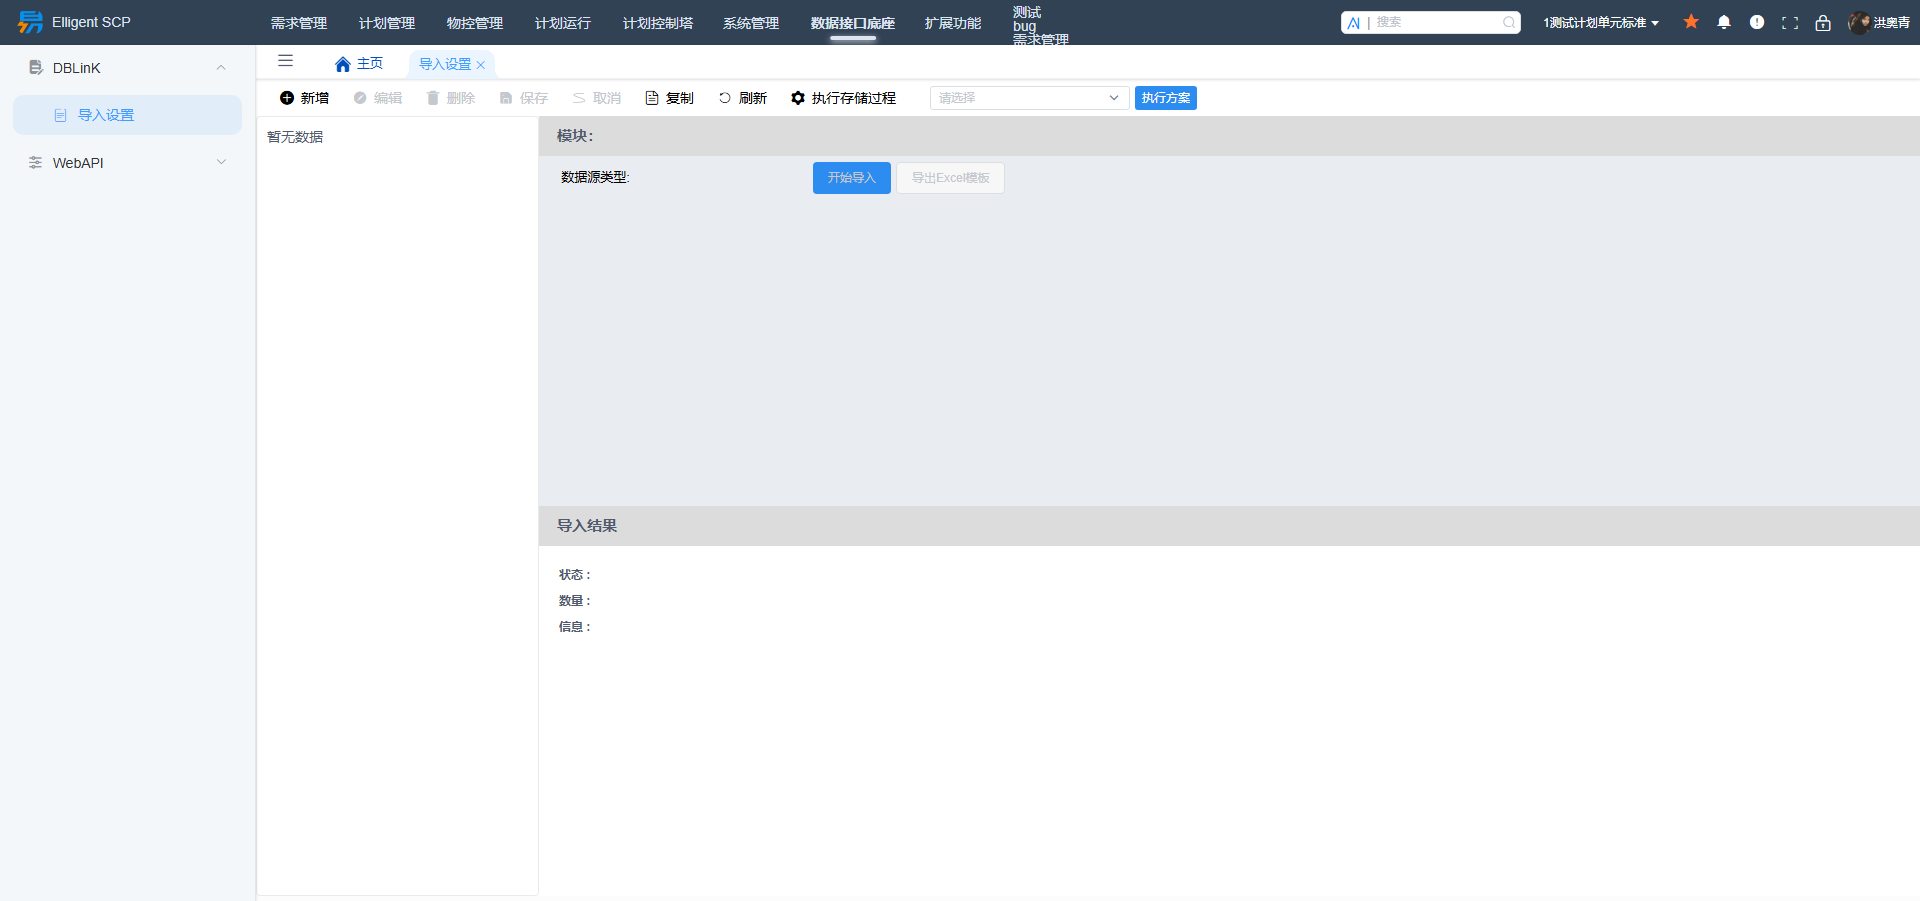 Elligent SCP
需求管理
计划管理
物控管理
计划运行
计划控制塔
系统管理
数据接口底座
扩展功能
测试
bug
需求管理
AI | 搜索
1测试计划单元标准
洪奥青
DBLinK
导入设置
WebAPI
主页
导入设置
新增
编辑
删除
保存
取消
复制
刷新
执行存储过程
请选择
执行方案
暂无数据
模块:
数据源类型:
开始导入
导出Excel模板
导入结果
状态 :
数量 :
信息 :